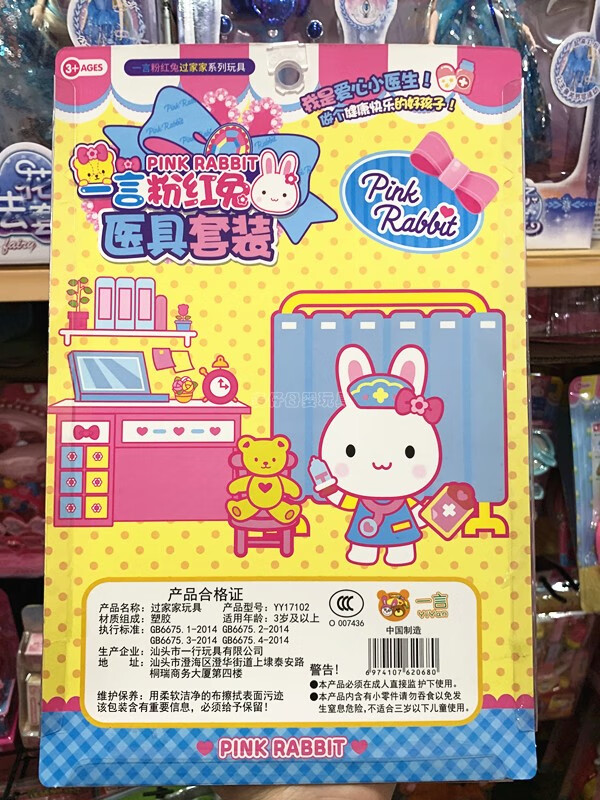 3+AGES
一言粉红兔过家家系列玩具
我是爱心小医生！
做个健康快乐的好孩子！
Pink Rabbit
PINK RABBIT
一言粉红兔
医具套装
Pink
Rabbit
产品合格证
产品名称：过家家玩具 产品型号：YY17102
材质组成：塑胶 适用年龄：3岁及以上
执行标准：GB6675.1-2014 GB6675.2-2014
GB6675.3-2014 GB6675.4-2014
生产企业：汕头市一行玩具有限公司
地 址：汕头市澄海区澄华街道上埭泰安路
桐瑞商务大厦第四楼
维护保养：用柔软洁净的布擦拭表面污迹
该包装含有重要信息，必须给予保留！
CCC
O 007436
一言
YiYan
中国制造
6974107620680
警告！
●本产品必须在成人直接监护下使用。
●本产品内含有小零件请勿吞食以免发
生窒息危险，不适合三岁以下儿童使用。
PINK RABBIT
fairy